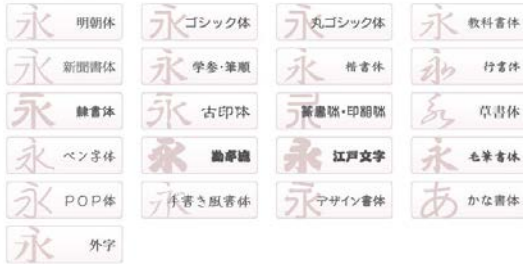 永 明朝体 永 ゴシック体 永 丸ゴシック体 永 教科書体
永 新聞書体 永 学参・筆順 永 楷書体 永 行書体
永 隷書体 永 古印体 永 篆書体・印相体 永 草書体
永 ペン字体 永 勘亭流 永 江戸文字 永 毛筆書体
永 POP体 永 手書き風書体 永 デザイン書体 あ かな書体
永 外字